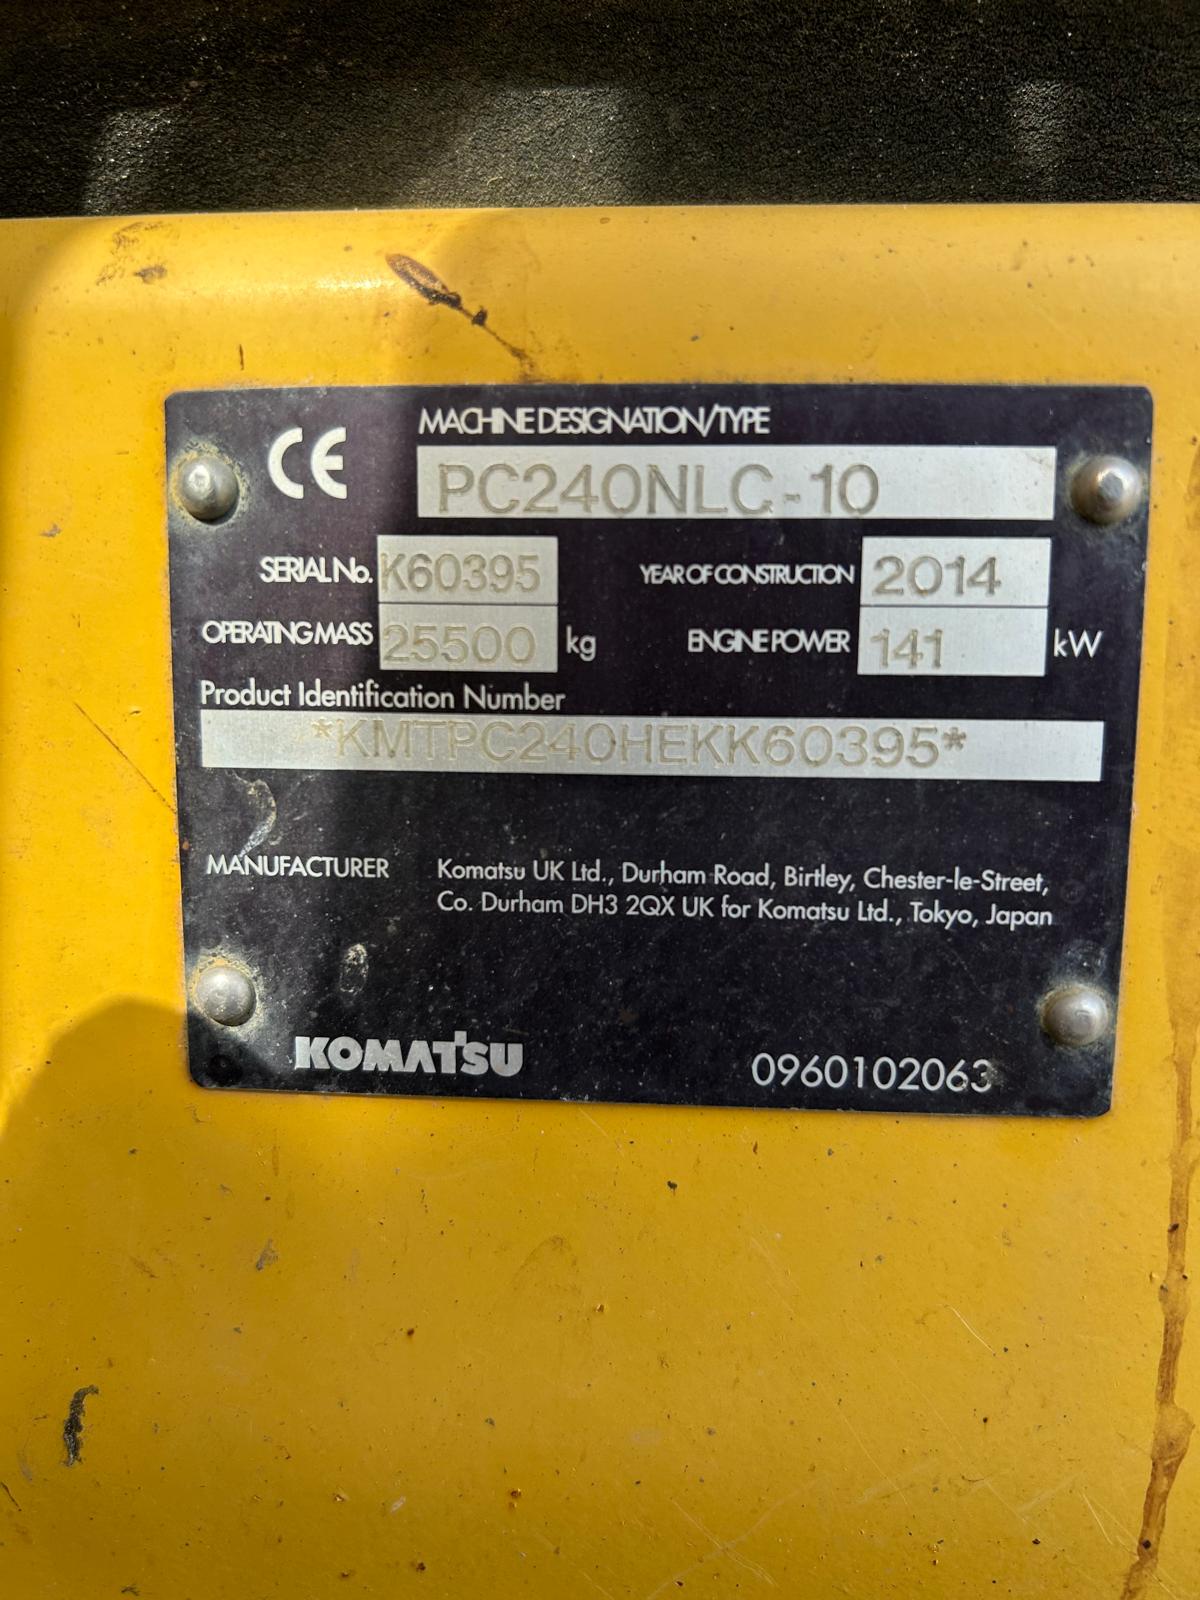 CE
MACHINE DESIGNATION/TYPE
PC240NLC-10
SERIAL No. K60395 YEAR OF CONSTRUCTION 2014
OPERATING MASS 25500 kg ENGINE POWER 141 kW
Product Identification Number
*KMTPC240HEKK60395*
MANUFACTURER Komatsu UK Ltd., Durham Road, Birtley, Chester-le-Street,
Co. Durham DH3 2QX UK for Komatsu Ltd., Tokyo, Japan
KOMATSU 0960102063